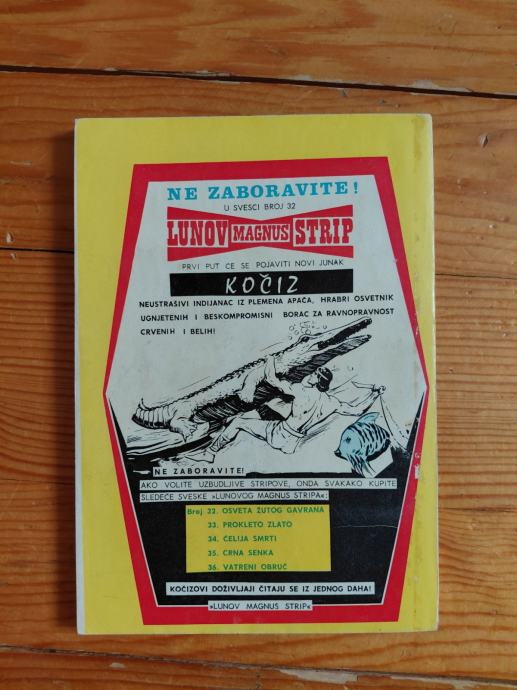 NE ZABORAVITE!
U SVESCI BROJ 32
LUNOV MAGNUS STRIP
PRVI PUT ĆE SE POJAVITI NOVI JUNAK
KOČIZ
NEUSTRAŠIVI INDIJANAC IZ PLEMENA APAČA, HRABRI OSVETNIK
UGNJETENIH I BESKOMPROMISNI BORAC ZA RAVNOPRAVNOST
CRVENIH I BELIH!
NE ZABORAVITE!
AKO VOLITE UZBUDLJIVE STRIPOVE, ONDA SVAKAKO KUPITE
SLEDEĆE SVESKE »LUNOVOG MAGNUS STRIPA«:
Broj 32. OSVETA ŽUTOG GAVRANA
33. PROKLETO ZLATO
34. ĆELIJA SMRTI
35. CRNA SENKA
36. VATRENI OBRUČ
KOČIZOVI DOŽIVLJAJI ČITAJU SE IZ JEDNOG DAHA!
»LUNOV MAGNUS STRIP«